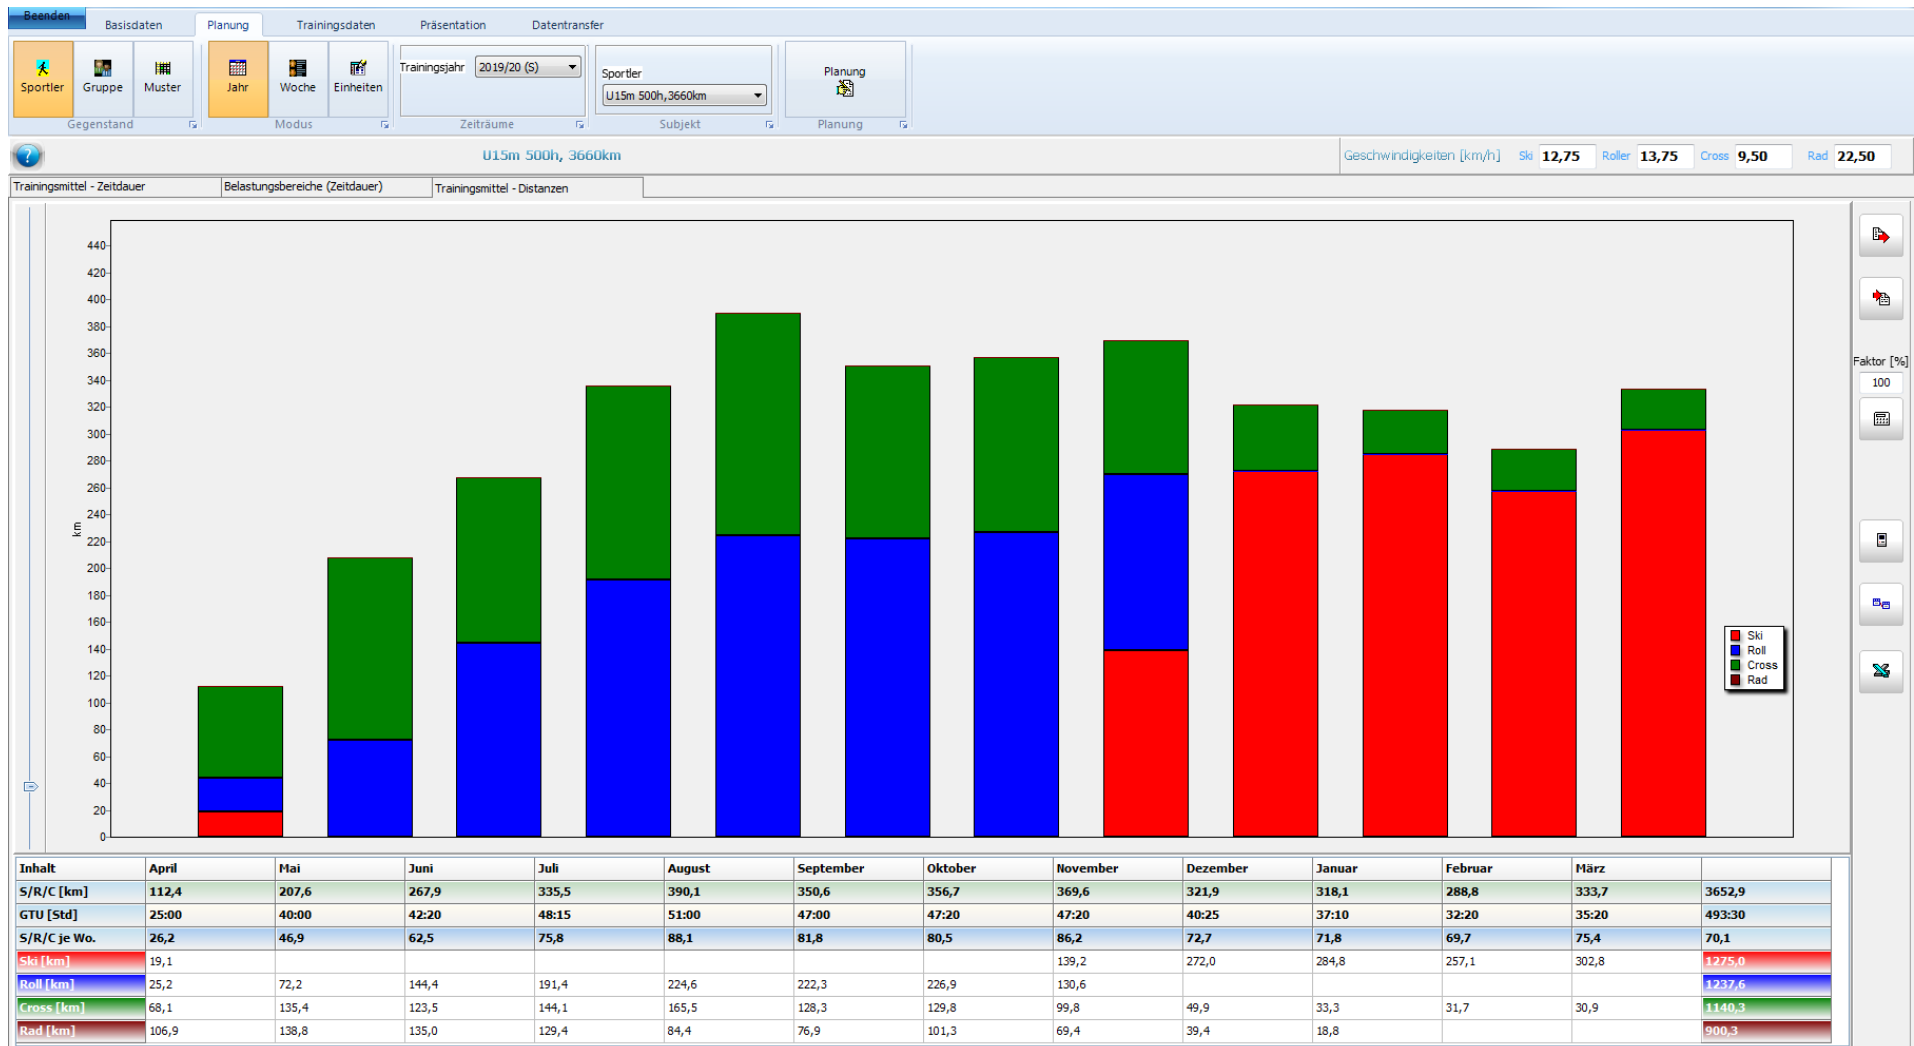 Beenden
Basisdaten Planung Trainingsdaten Präsentation Datentransfer
Sportler Gruppe Muster Jahr Woche Einheiten
Trainingsjahr 2019/20 (S)
Sportler
U15m 500h,3660km
Planung
Gegenstand Modus Zeiträume Subjekt Planung
? U15m 500h, 3660km Geschwindigkeiten [km/h] Ski 12,75 Roller 13,75 Cross 9,50 Rad 22,50
Trainingsmittel - Zeitdauer Belastungsbereiche (Zeitdauer) Trainingsmittel - Distanzen
440
420
400
380
360
340
320
300
280
260
240
220
200
180
160
140
120
100
80
60
40
20
0
km
Ski
Roll
Cross
Rad
Faktor [%]
100
Inhalt April Mai Juni Juli August September Oktober November Dezember Januar Februar März
S/R/C [km] 112,4 207,6 267,9 335,5 390,1 350,6 356,7 369,6 321,9 318,1 288,8 333,7 3652,9
GTU [Std] 25:00 40:00 42:20 48:15 51:00 47:00 47:20 47:20 40:25 37:10 32:20 35:20 493:30
S/R/C je Wo. 26,2 46,9 62,5 75,8 88,1 81,8 80,5 86,2 72,7 71,8 69,7 75,4 70,1
Ski [km] 19,1 139,2 272,0 284,8 257,1 302,8 1275,0
Roll [km] 25,2 72,2 144,4 191,4 224,6 222,3 226,9 130,6 1237,6
Cross [km] 68,1 135,4 123,5 144,1 165,5 128,3 129,8 99,8 49,9 33,3 31,7 30,9 1140,3
Rad [km] 106,9 138,8 135,0 129,4 84,4 76,9 101,3 69,4 39,4 18,8 900,3